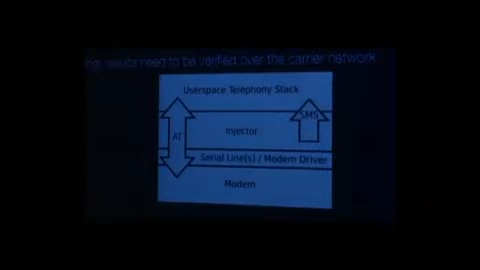 results need to be verified over the carrier network
Userspace Telephony Stack
SMS
Injector
AT
Serial Line(s) / Modem Driver
Modem